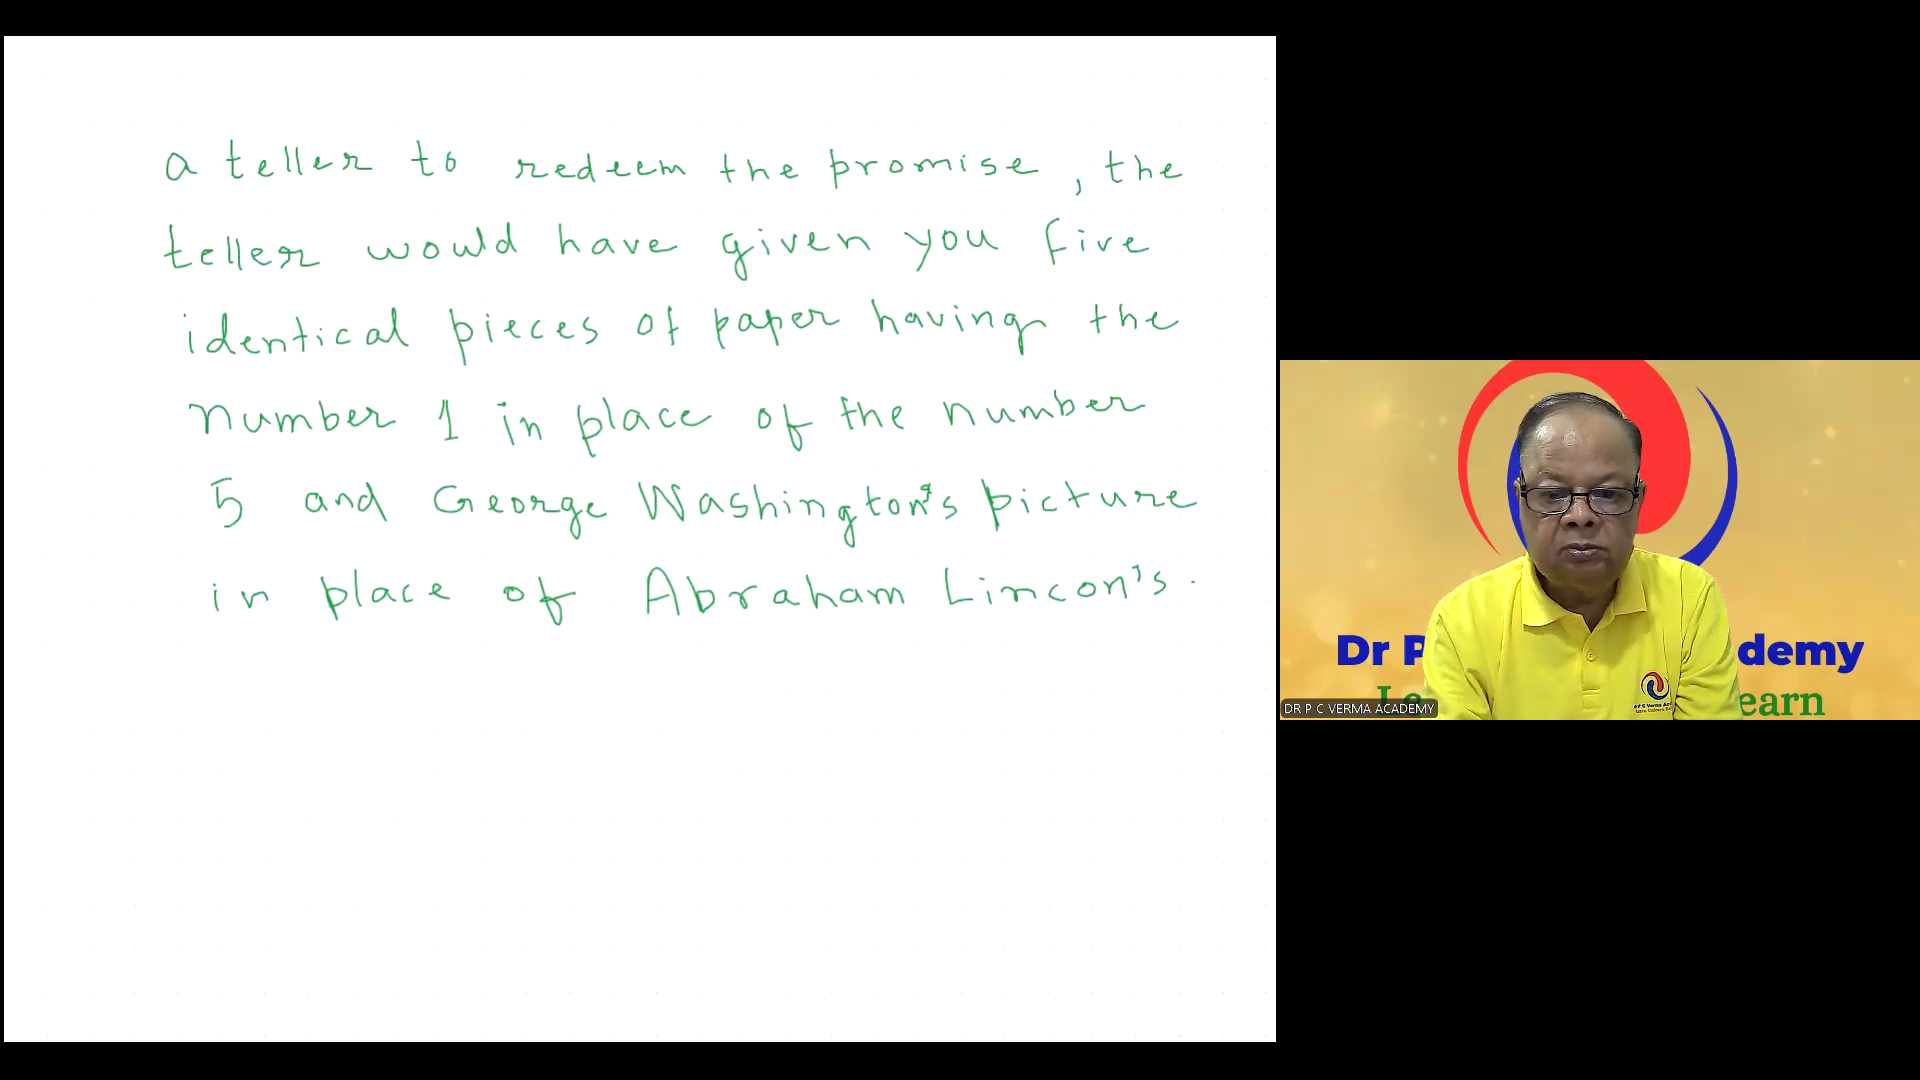 a teller to redeem the promise, the
teller would have given you five
identical pieces of paper having the
number 1 in place of the number
5 and George Washington's picture
in place of Abraham Lincon's.
Dr P demy
Le earn
DR P C VERMA ACADEMY